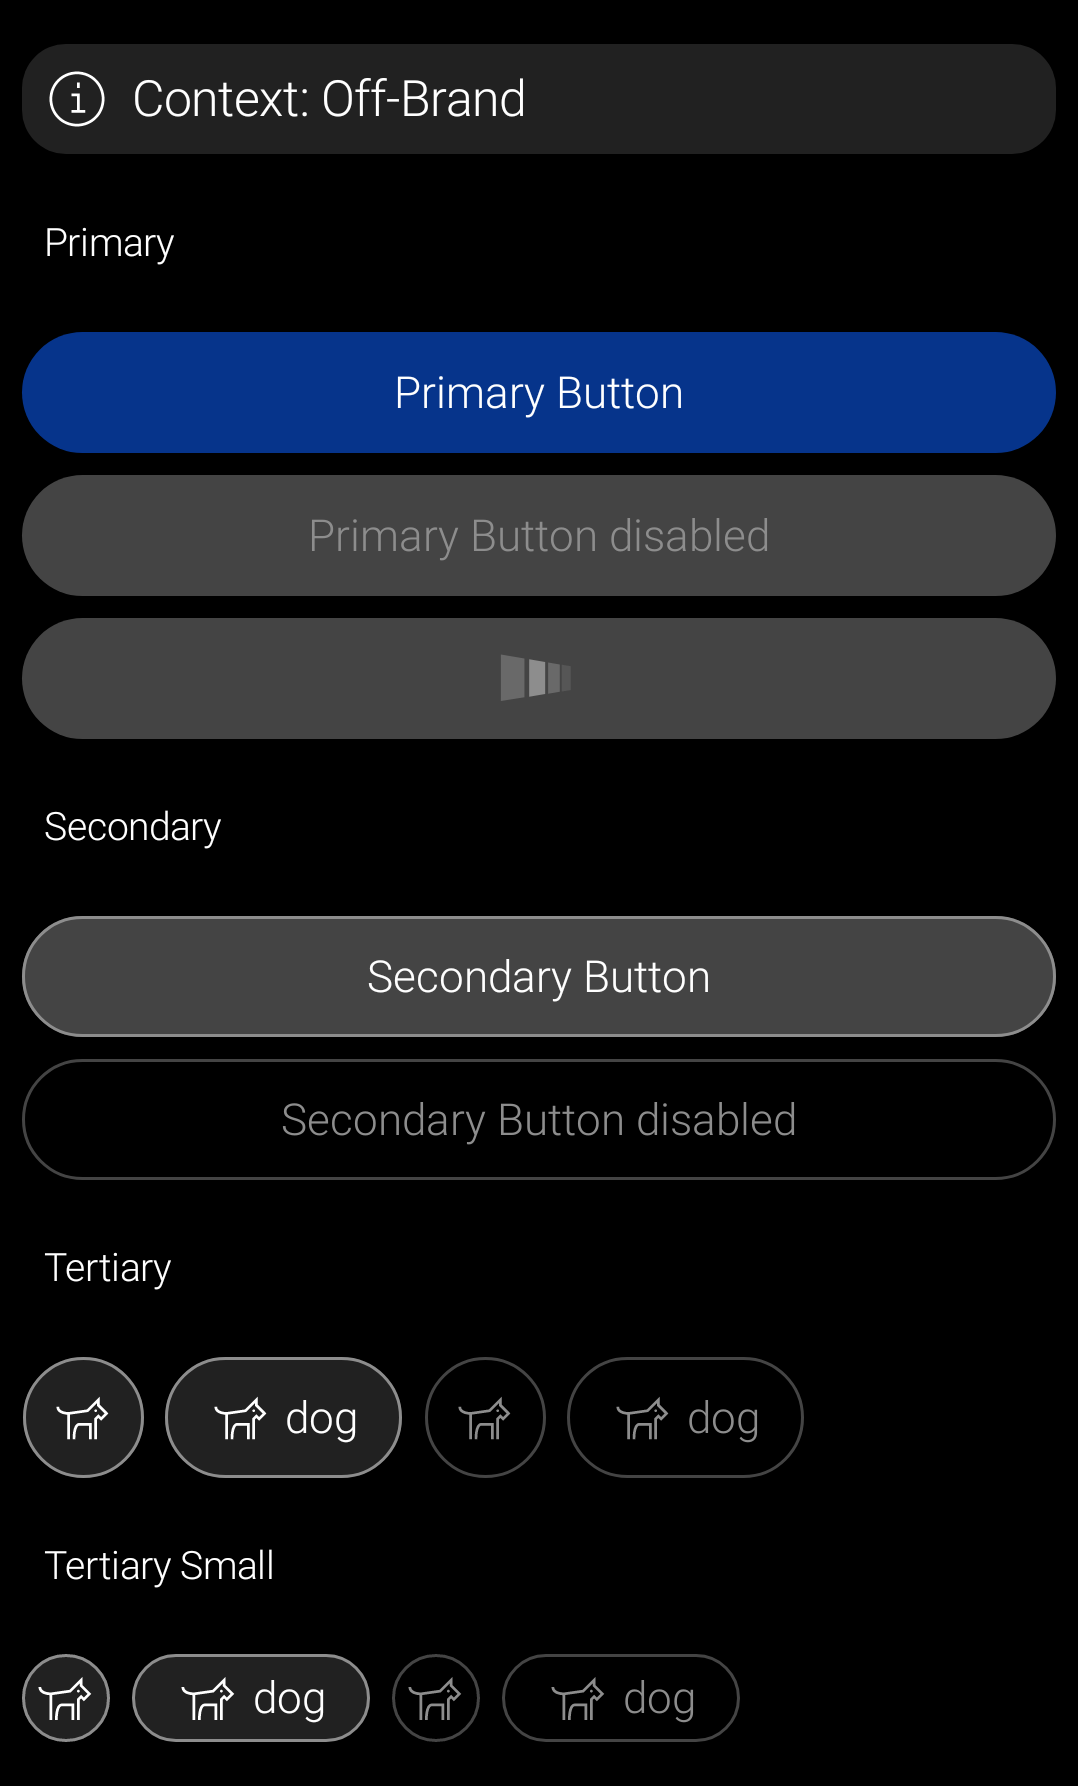 Context: Off-Brand
Primary
Primary Button
Primary Button disabled
Secondary
Secondary Button
Secondary Button disabled
Tertiary
dog dog
Tertiary Small
dog dog